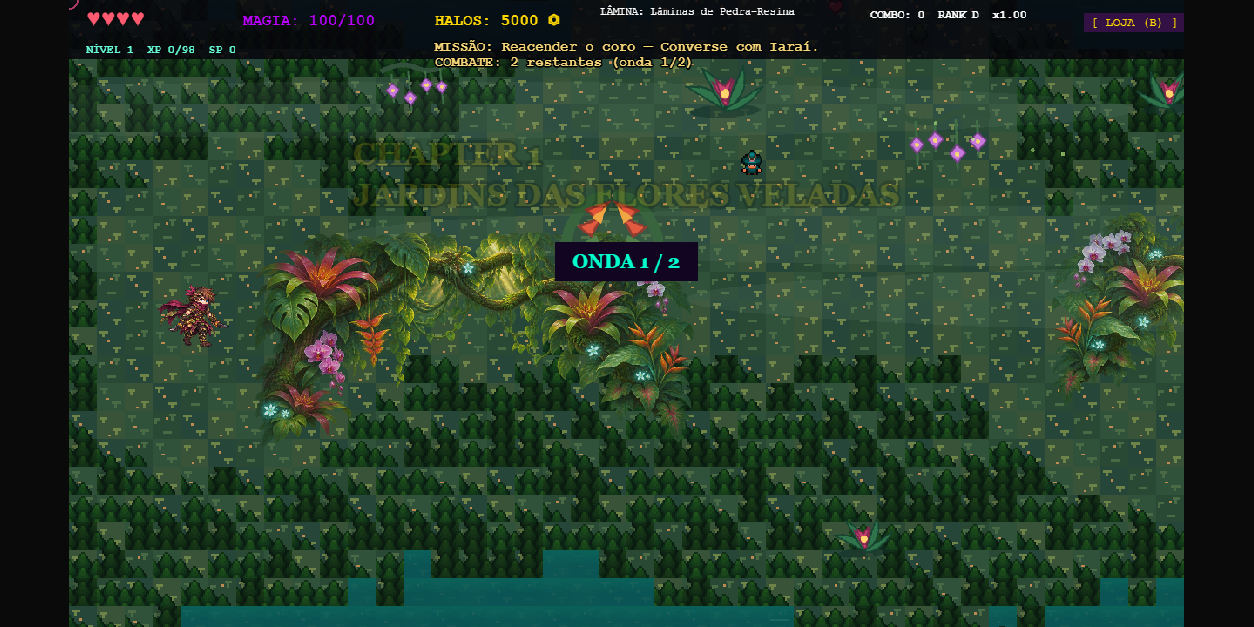 MAGIA: 100/100
HALOS: 5000
LÂMINA: Lâminas de Pedra-Resina
COMBO: 0 RANK D x1.00
[ LOJA (B) ]
NÍVEL 1 XP 0/98 SP 0
MISSÃO: Reacender o coro — Converse com Iaraí.
COMBATE: 2 restantes (onda 1/2)
CHAPTER 1
JARDINS DAS FLORES VELADAS
ONDA 1 / 2